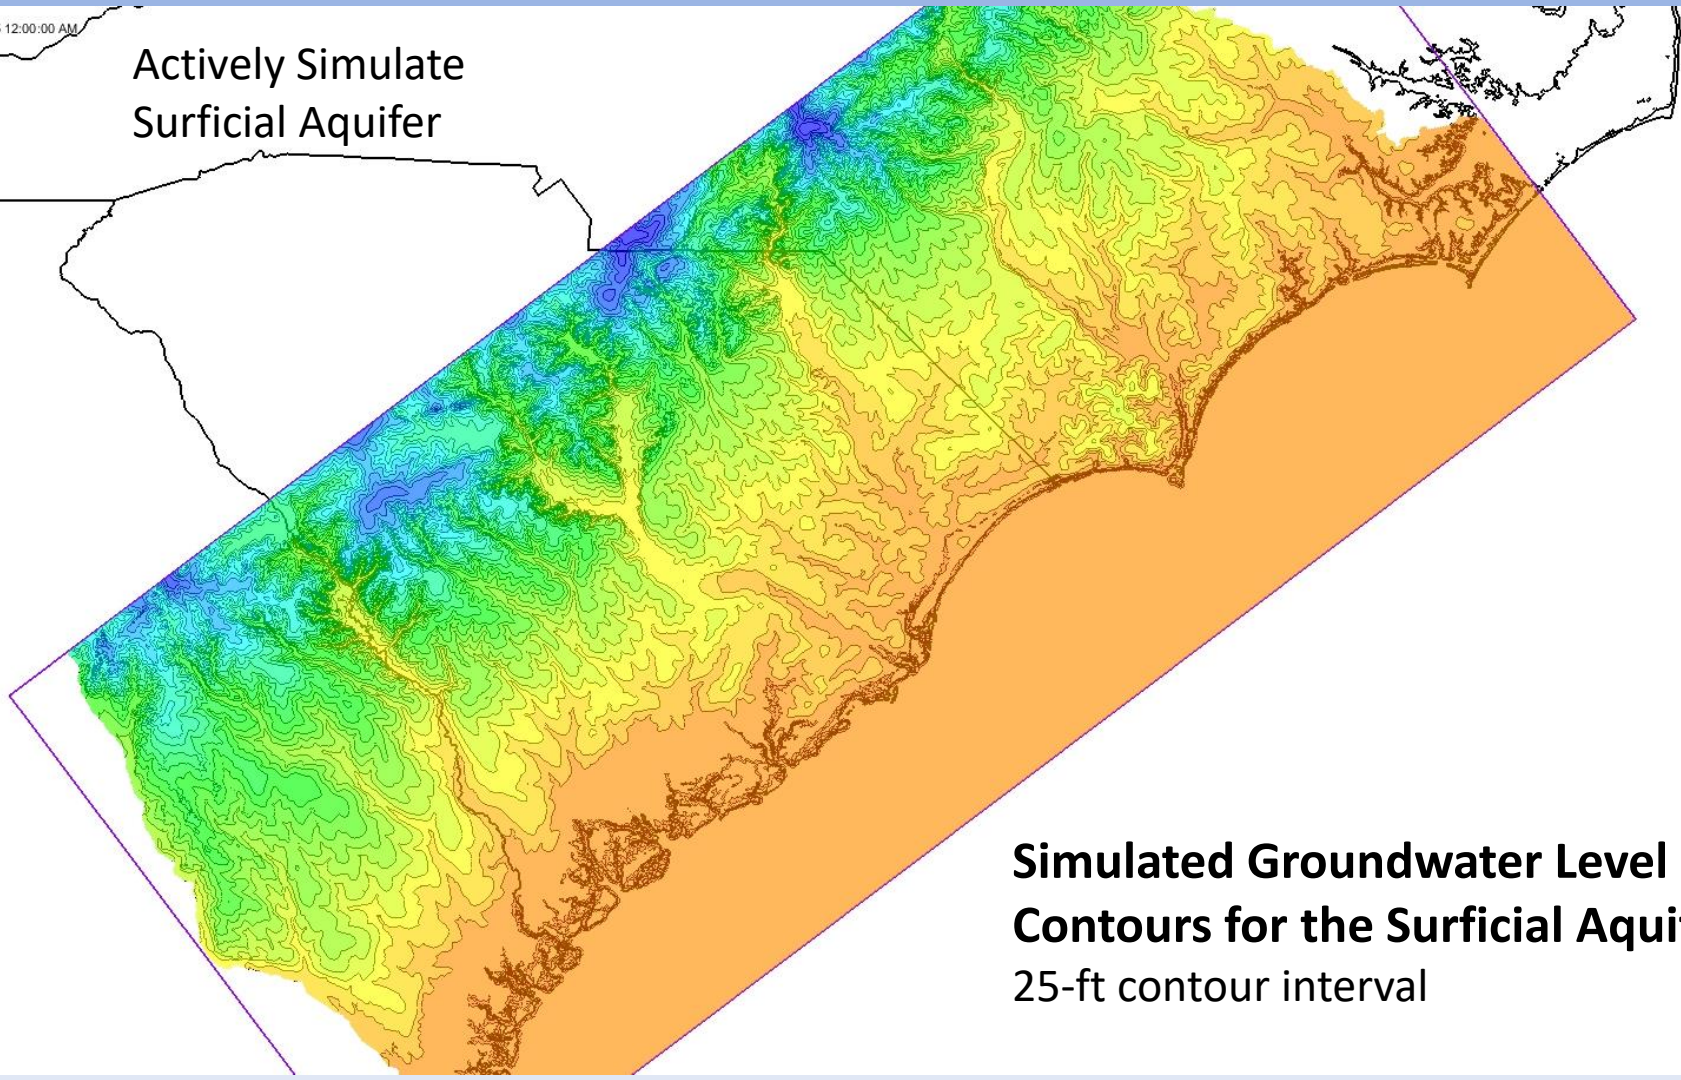 12:00:00 AM
Actively Simulate
Surficial Aquifer
Simulated Groundwater Level
Contours for the Surficial Aqui
25-ft contour interval